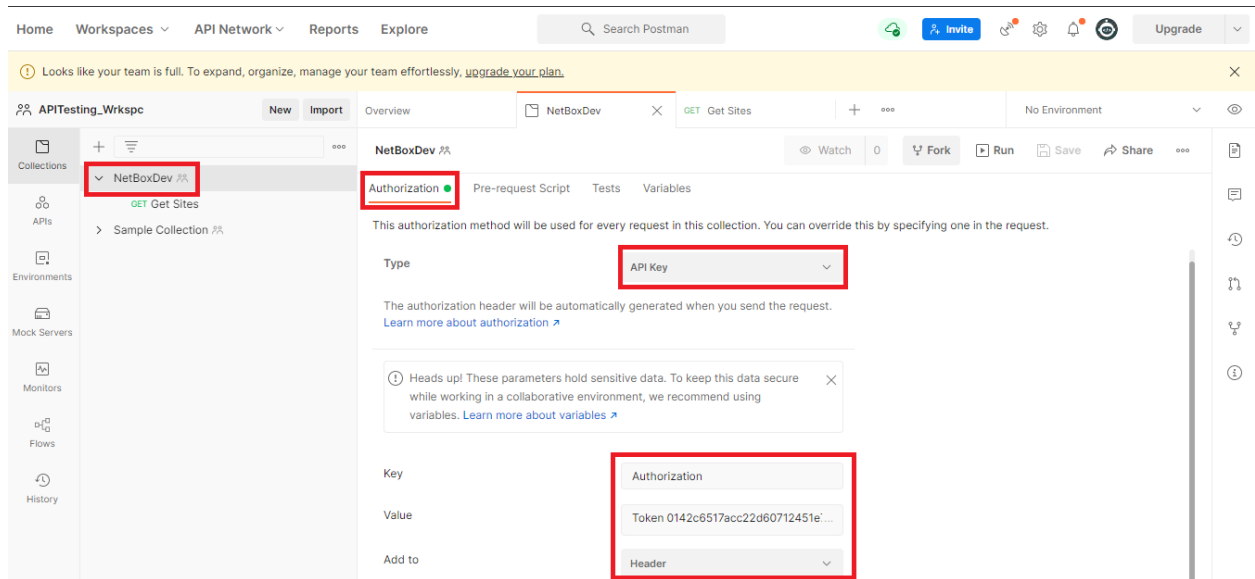 Home Workspaces API Network Reports Explore Search Postman Invite Upgrade
Looks like your team is full. To expand, organize, manage your team effortlessly, upgrade your plan.
APITesting_Wrkspc New Import Overview NetBoxDev GET Get Sites No Environment
Collections
APIs
Environments
Mock Servers
Monitors
Flows
History
NetBoxDev
GET Get Sites
Sample Collection
NetBoxDev Watch 0 Fork Run Save Share
Authorization Pre-request Script Tests Variables
This authorization method will be used for every request in this collection. You can override this by specifying one in the request.
Type API Key
The authorization header will be automatically generated when you send the request.
Learn more about authorization
Heads up! These parameters hold sensitive data. To keep this data secure
while working in a collaborative environment, we recommend using
variables. Learn more about variables
Key Authorization
Value Token 0142c6517acc22d60712451e...
Add to Header